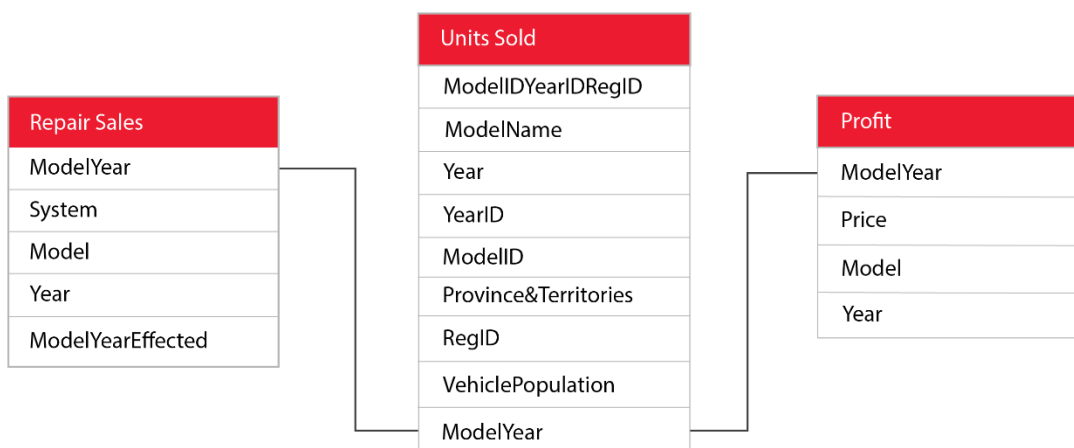 Repair Sales
ModelYear
System
Model
Year
ModelYearEffected
Units Sold
ModelIDYearIDRegID
ModelName
Year
YearID
ModelID
Province&Territories
RegID
VehiclePopulation
ModelYear
Profit
ModelYear
Price
Model
Year